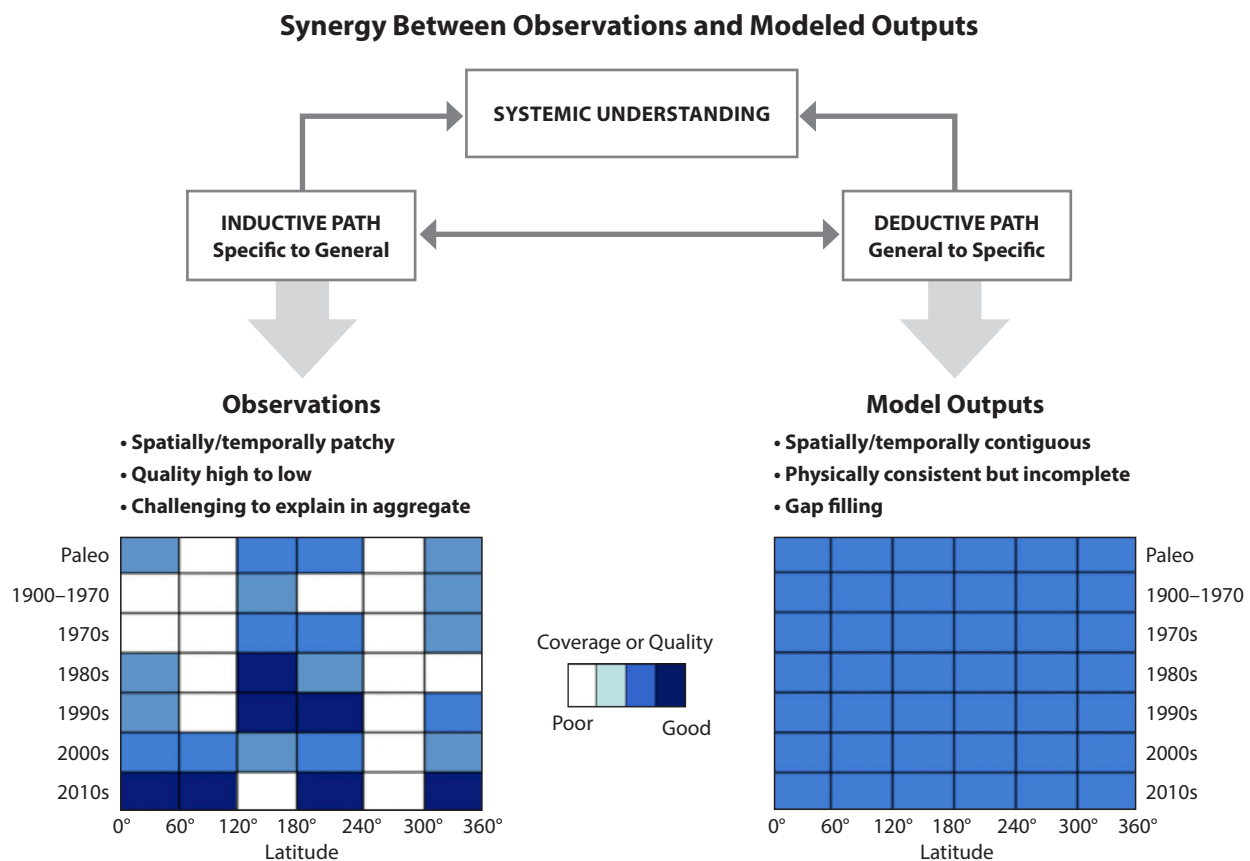 Synergy Between Observations and Modeled Outputs
SYSTEMIC UNDERSTANDING
INDUCTIVE PATH
Specific to General
DEDUCTIVE PATH
General to Specific
Observations
• Spatially/temporally patchy
• Quality high to low
• Challenging to explain in aggregate
Paleo
1900–1970
1970s
1980s
1990s
2000s
2010s
0° 60° 120° 180° 240° 300° 360°
Latitude
Coverage or Quality
Poor Good
Model Outputs
• Spatially/temporally contiguous
• Physically consistent but incomplete
• Gap filling
Paleo
1900–1970
1970s
1980s
1990s
2000s
2010s
0° 60° 120° 180° 240° 300° 360°
Latitude